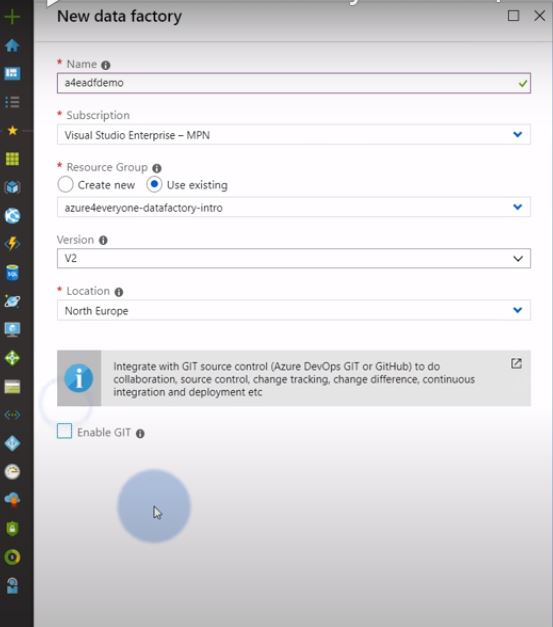 New data factory
* Name
a4eadfdemo
* Subscription
Visual Studio Enterprise – MPN
* Resource Group
Create new Use existing
azure4everyone-datafactory-intro
Version
V2
* Location
North Europe
Integrate with GIT source control (Azure DevOps GIT or GitHub) to do
collaboration, source control, change tracking, change difference, continuous
integration and deployment etc
Enable GIT